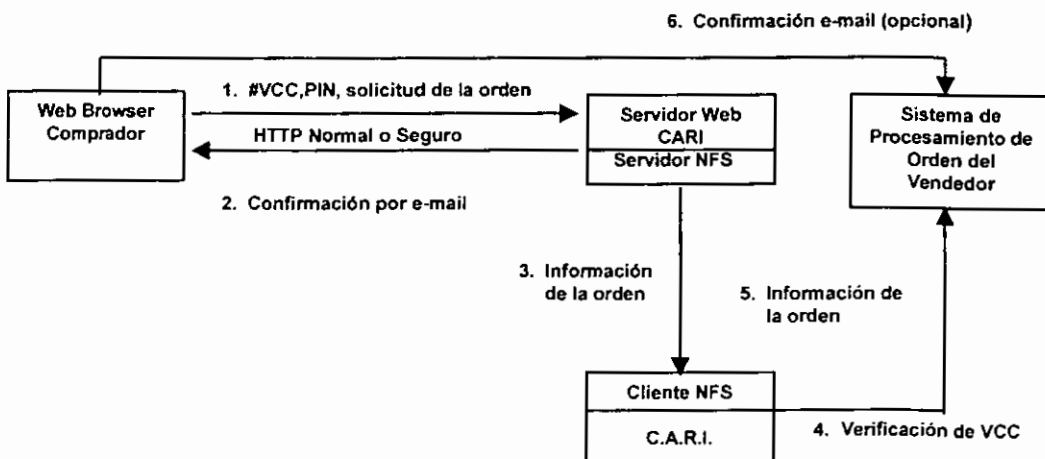 6. Confirmación e-mail (opcional)
Web Browser
Comprador
1. #VCC,PIN, solicitud de la orden
HTTP Normal o Seguro
2. Confirmación por e-mail
Servidor Web
CARI
Servidor NFS
Sistema de
Procesamiento de
Orden del
Vendedor
3. Información
de la orden
5. Información de
la orden
Cliente NFS
C.A.R.I.
4. Verificación de VCC